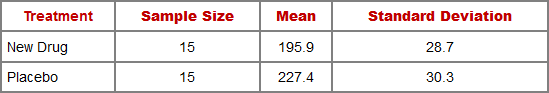 Treatment Sample Size Mean Standard Deviation
New Drug 15 195.9 28.7
Placebo 15 227.4 30.3